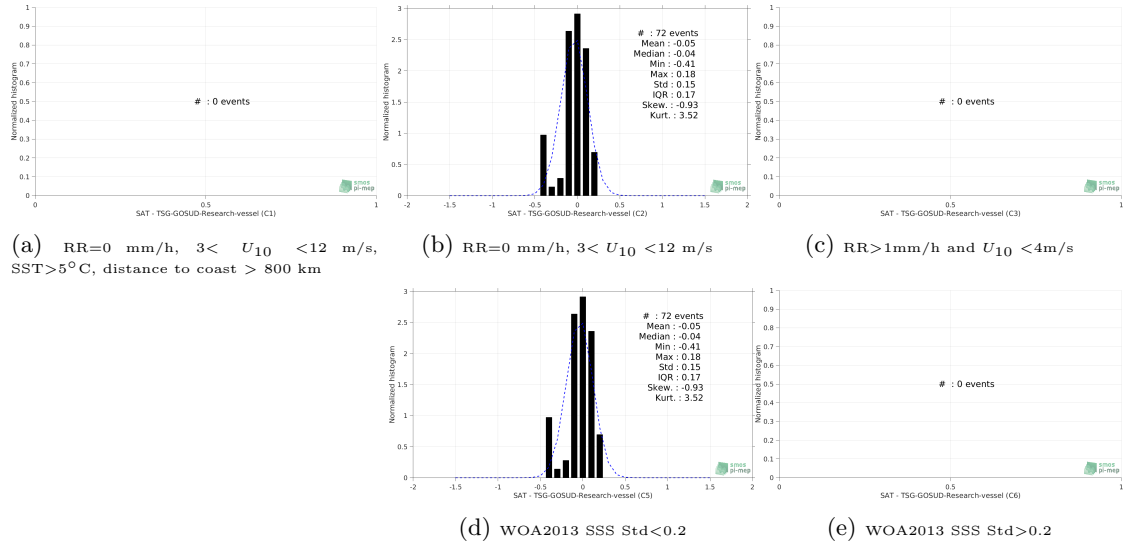 1
0.9
0.8
0.7
0.6
0.5
0.4
0.3
0.2
0.1
0
Normalized histogram
# : 0 events
smos
pi-mep
0 0.5 1
SAT - TSG-GOSUD-Research-vessel (C1)
(a) RR=0 mm/h, 3< U10 <12 m/s,
SST>5°C, distance to coast > 800 km
3
2.5
2
1.5
1
0.5
0
Normalized histogram
# : 72 events
Mean : -0.05
Median : -0.04
Min : -0.41
Max : 0.18
Std : 0.15
IQR : 0.17
Skew. : -0.93
Kurt. : 3.52
smos
pi-mep
-2 -1.5 -1 -0.5 0 0.5 1 1.5 2
SAT - TSG-GOSUD-Research-vessel (C2)
(b) RR=0 mm/h, 3< U10 <12 m/s
1
0.9
0.8
0.7
0.6
0.5
0.4
0.3
0.2
0.1
0
Normalized histogram
# : 0 events
smos
pi-mep
0 0.5 1
SAT - TSG-GOSUD-Research-vessel (C3)
(c) RR>1mm/h and U10 <4m/s
3
2.5
2
1.5
1
0.5
0
Normalized histogram
# : 72 events
Mean : -0.05
Median : -0.04
Min : -0.41
Max : 0.18
Std : 0.15
IQR : 0.17
Skew. : -0.93
Kurt. : 3.52
smos
pi-mep
-2 -1.5 -1 -0.5 0 0.5 1 1.5 2
SAT - TSG-GOSUD-Research-vessel (C5)
(d) WOA2013 SSS Std<0.2
1
0.9
0.8
0.7
0.6
0.5
0.4
0.3
0.2
0.1
0
Normalized histogram
# : 0 events
smos
pi-mep
0 0.5 1
SAT - TSG-GOSUD-Research-vessel (C6)
(e) WOA2013 SSS Std>0.2